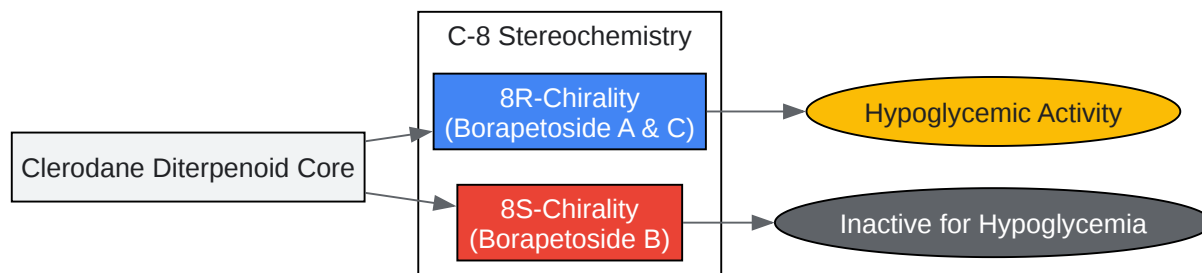 C-8 Stereochemistry
8R-Chirality
(Borapetoside A & C)
Hypoglycemic Activity
Clerodane Diterpenoid Core
8S-Chirality
(Borapetoside B)
Inactive for Hypoglycemia